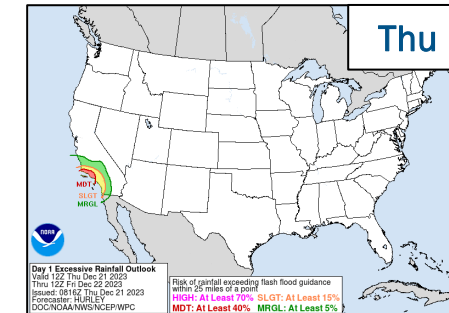 Thu
MDT
SLGT
MRGL
NOAA
Day 1 Excessive Rainfall Outlook
Valid 12Z Thu Dec 21 2023
Thru 12Z Fri Dec 22 2023
Issued: 0816Z Thu Dec 21 2023
Forecaster: HURLEY
DOC/NOAA/NWS/NCEP/WPC
Risk of rainfall exceeding flash flood guidance
within 25 miles of a point
HIGH: At Least 70% SLGT: At Least 15%
MDT: At Least 40% MRGL: At Least 5%